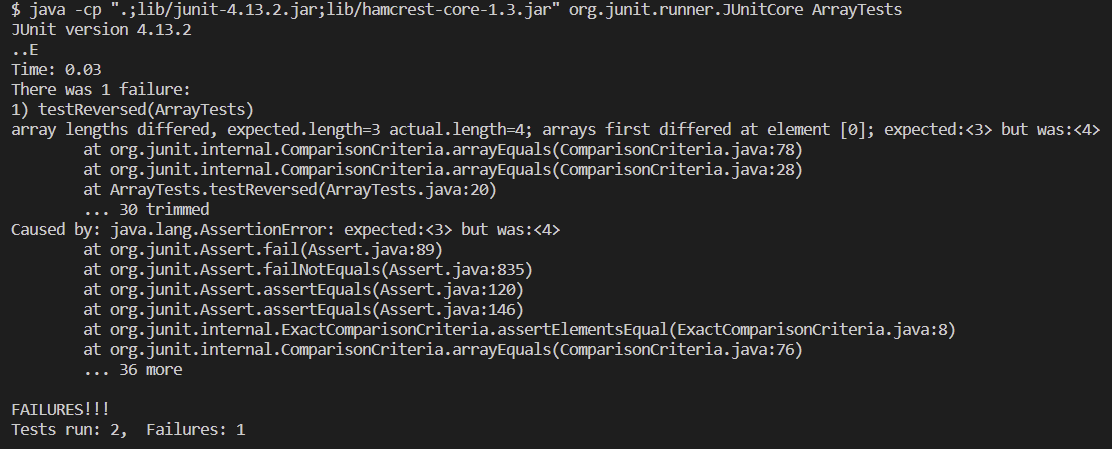 $ java -cp ".;lib/junit-4.13.2.jar;lib/hamcrest-core-1.3.jar" org.junit.runner.JUnitCore ArrayTests
JUnit version 4.13.2
..E
Time: 0.03
There was 1 failure:
1) testReversed(ArrayTests)
array lengths differed, expected.length=3 actual.length=4; arrays first differed at element [0]; expected:<3> but was:<4>
        at org.junit.internal.ComparisonCriteria.arrayEquals(ComparisonCriteria.java:78)
        at org.junit.internal.ComparisonCriteria.arrayEquals(ComparisonCriteria.java:28)
        at ArrayTests.testReversed(ArrayTests.java:20)
        ... 30 trimmed
Caused by: java.lang.AssertionError: expected:<3> but was:<4>
        at org.junit.Assert.fail(Assert.java:89)
        at org.junit.Assert.failNotEquals(Assert.java:835)
        at org.junit.Assert.assertEquals(Assert.java:120)
        at org.junit.Assert.assertEquals(Assert.java:146)
        at org.junit.internal.ExactComparisonCriteria.assertElementsEqual(ExactComparisonCriteria.java:8)
        at org.junit.internal.ComparisonCriteria.arrayEquals(ComparisonCriteria.java:76)
        ... 36 more

FAILURES!!!
Tests run: 2,  Failures: 1